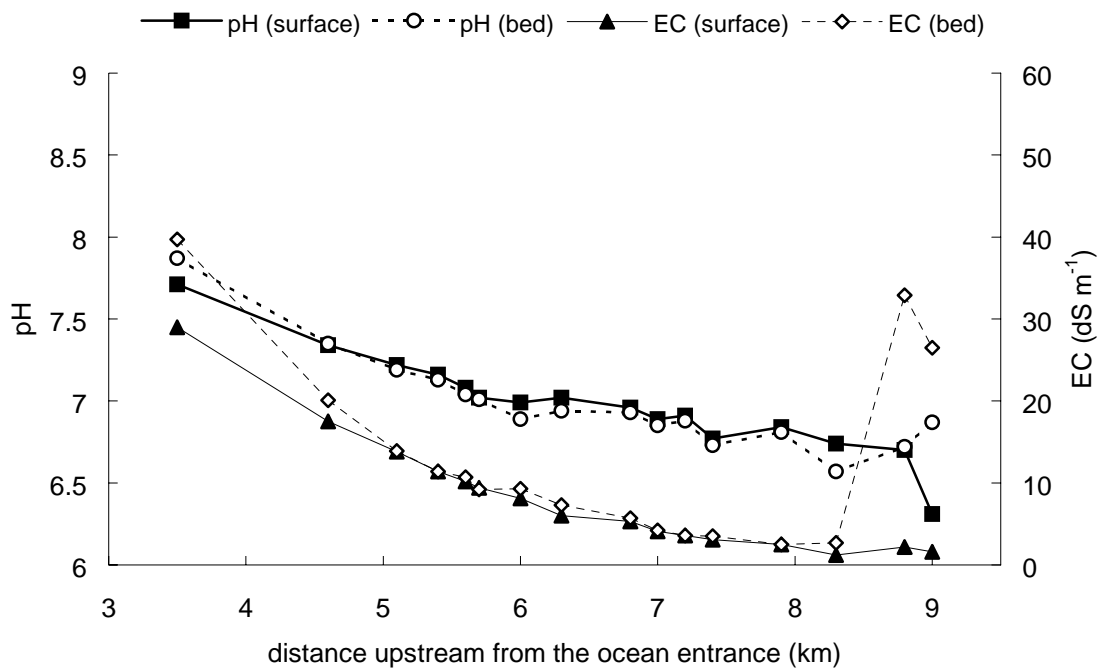 pH (surface) pH (bed) EC (surface) EC (bed)
9
8.5
8
7.5
7
6.5
6
pH
60
50
40
30
20
10
0
EC (dS m⁻¹)
3 4 5 6 7 8 9
distance upstream from the ocean entrance (km)